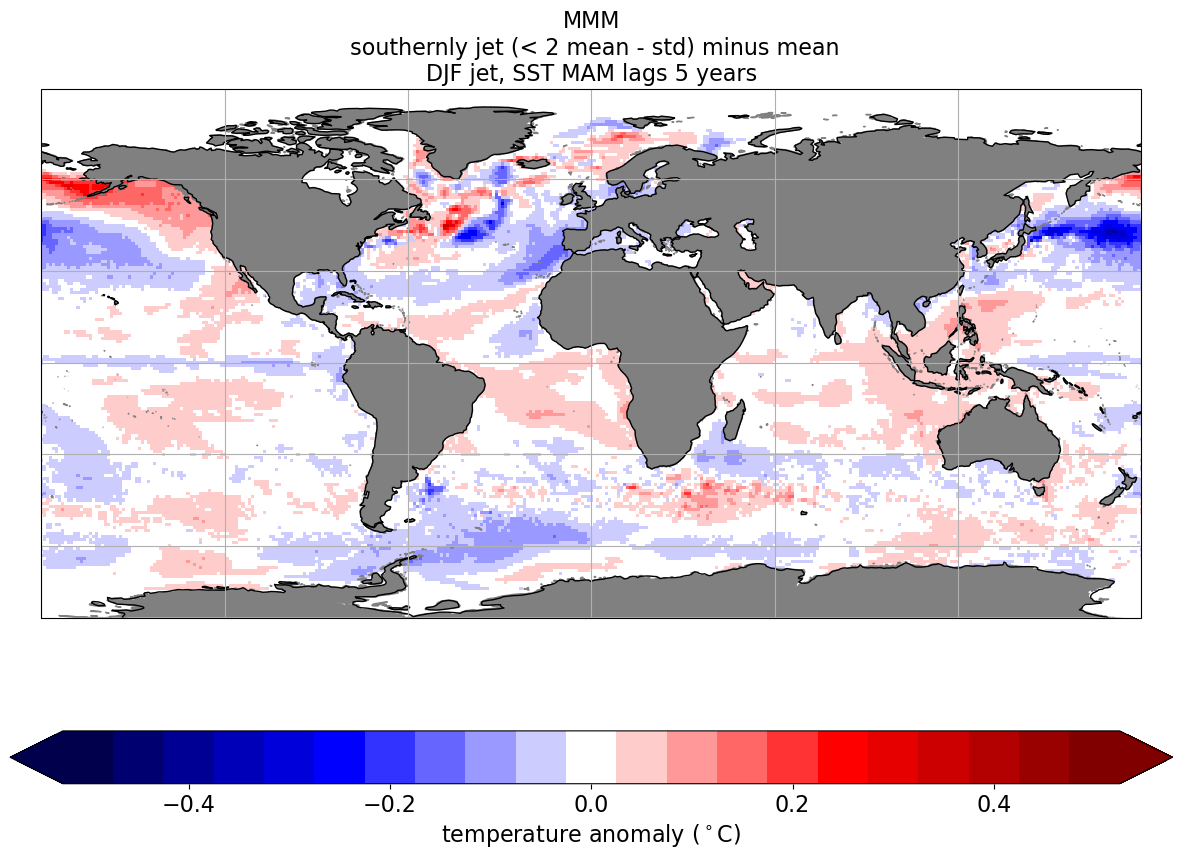 MMM
southernly jet (< 2 mean - std) minus mean
DJF jet, SST MAM lags 5 years
−0.4 −0.2 0.0 0.2 0.4
temperature anomaly (°C)